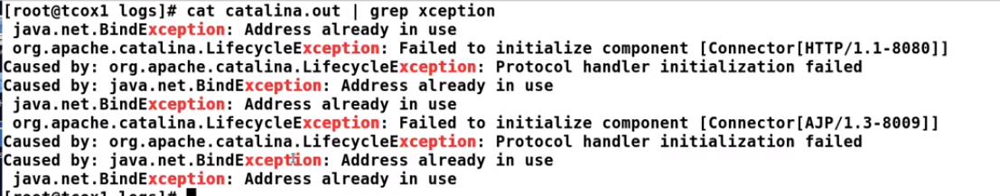 [root@tcox1 logs]# cat catalina.out | grep xception
java.net.BindException: Address already in use
org.apache.catalina.LifecycleException: Failed to initialize component [Connector[HTTP/1.1-8080]]
Caused by: org.apache.catalina.LifecycleException: Protocol handler initialization failed
Caused by: java.net.BindException: Address already in use
java.net.BindException: Address already in use
org.apache.catalina.LifecycleException: Failed to initialize component [Connector[AJP/1.3-8009]]
Caused by: org.apache.catalina.LifecycleException: Protocol handler initialization failed
Caused by: java.net.BindException: Address already in use
java.net.BindException: Address already in use
[root@tcox1 logs]#